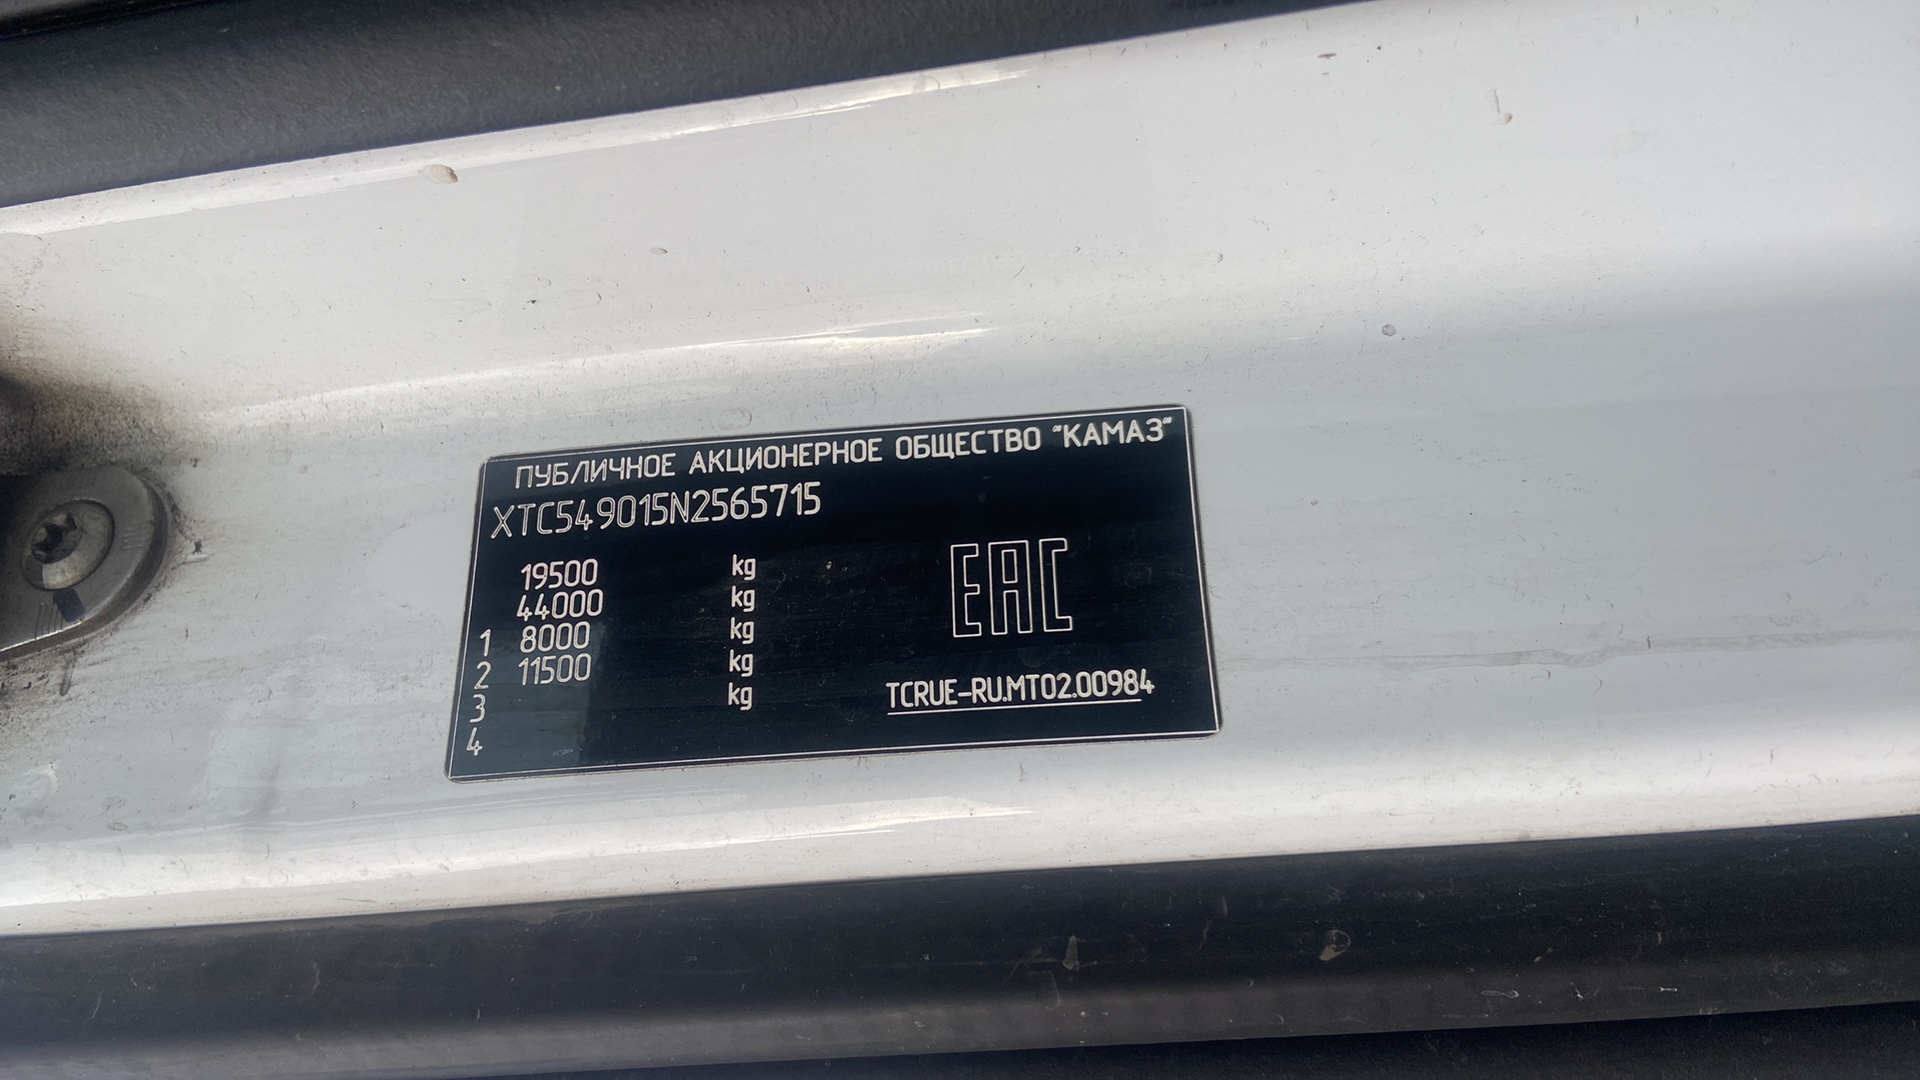 ПУБЛИЧНОЕ АКЦИОНЕРНОЕ ОБЩЕСТВО "КАМАЗ"
XTC549015N2565715
19500 kg
44000 kg
1 8000 kg
2 11500 kg
3 kg
4
EAC
TCRUE-RU.MT02.00984